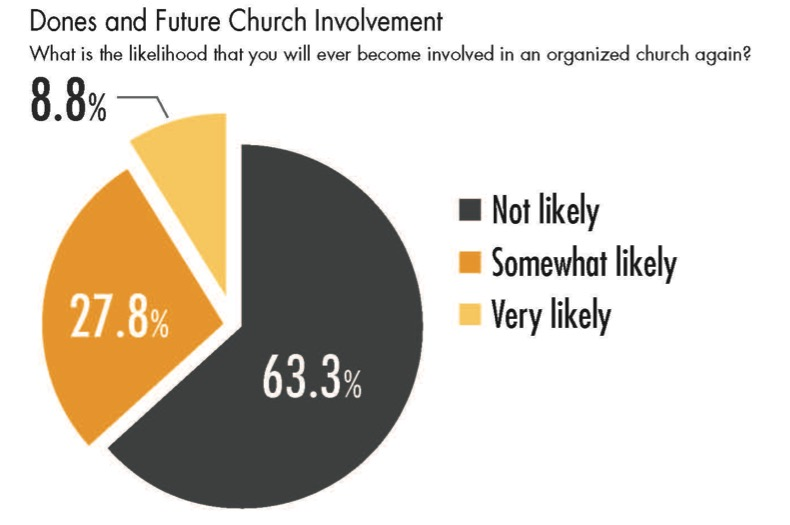 Dones and Future Church Involvement
What is the likelihood that you will ever become involved in an organized church again?
8.8%
27.8%
63.3%
Not likely
Somewhat likely
Very likely